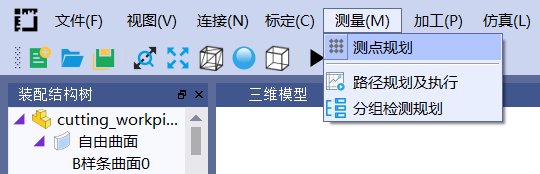 文件(F) 视图(V) 连接(N) 标定(C) 测量(M) 加工(P) 仿真(L)
测点规划
路径规划及执行
分组检测规划
装配结构树 三维模型
cutting_workpi...
自由曲面
B样条曲面0